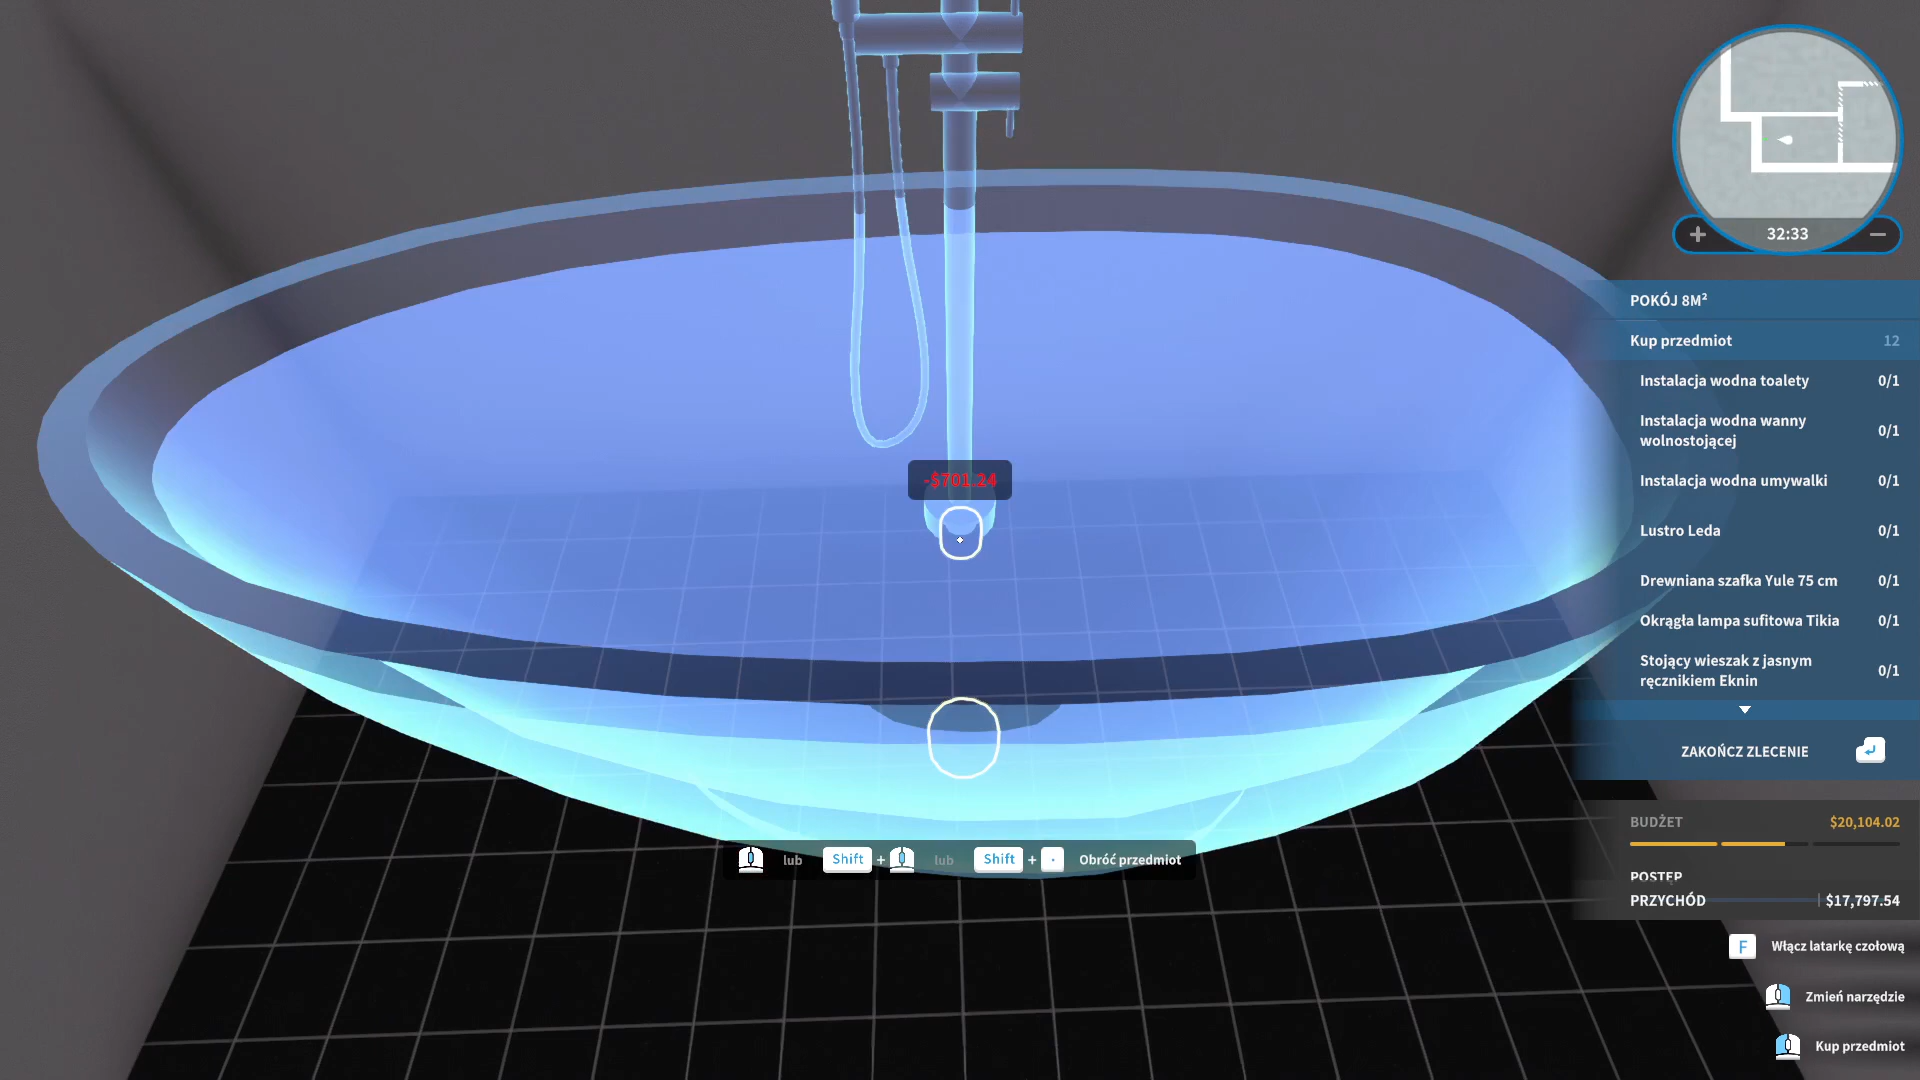 32:33
POKÓJ 8M²
Kup przedmiot 12
Instalacja wodna toalety 0/1
Instalacja wodna wanny
wolnostojącej 0/1
Instalacja wodna umywalki 0/1
Lustro Leda 0/1
Drewniana szafka Yule 75 cm 0/1
Okrągła lampa sufitowa Tikia 0/1
Stojący wieszak z jasnym
ręcznikiem Eknin 0/1
ZAKOŃCZ ZLECENIE
-$701.24
lub Shift + lub Shift + · Obróć przedmiot
BUDŻET $20,104.02
POSTĘP
PRZYCHÓD $17,797.54
F Włącz latarkę czołową
Zmień narzędzie
Kup przedmiot